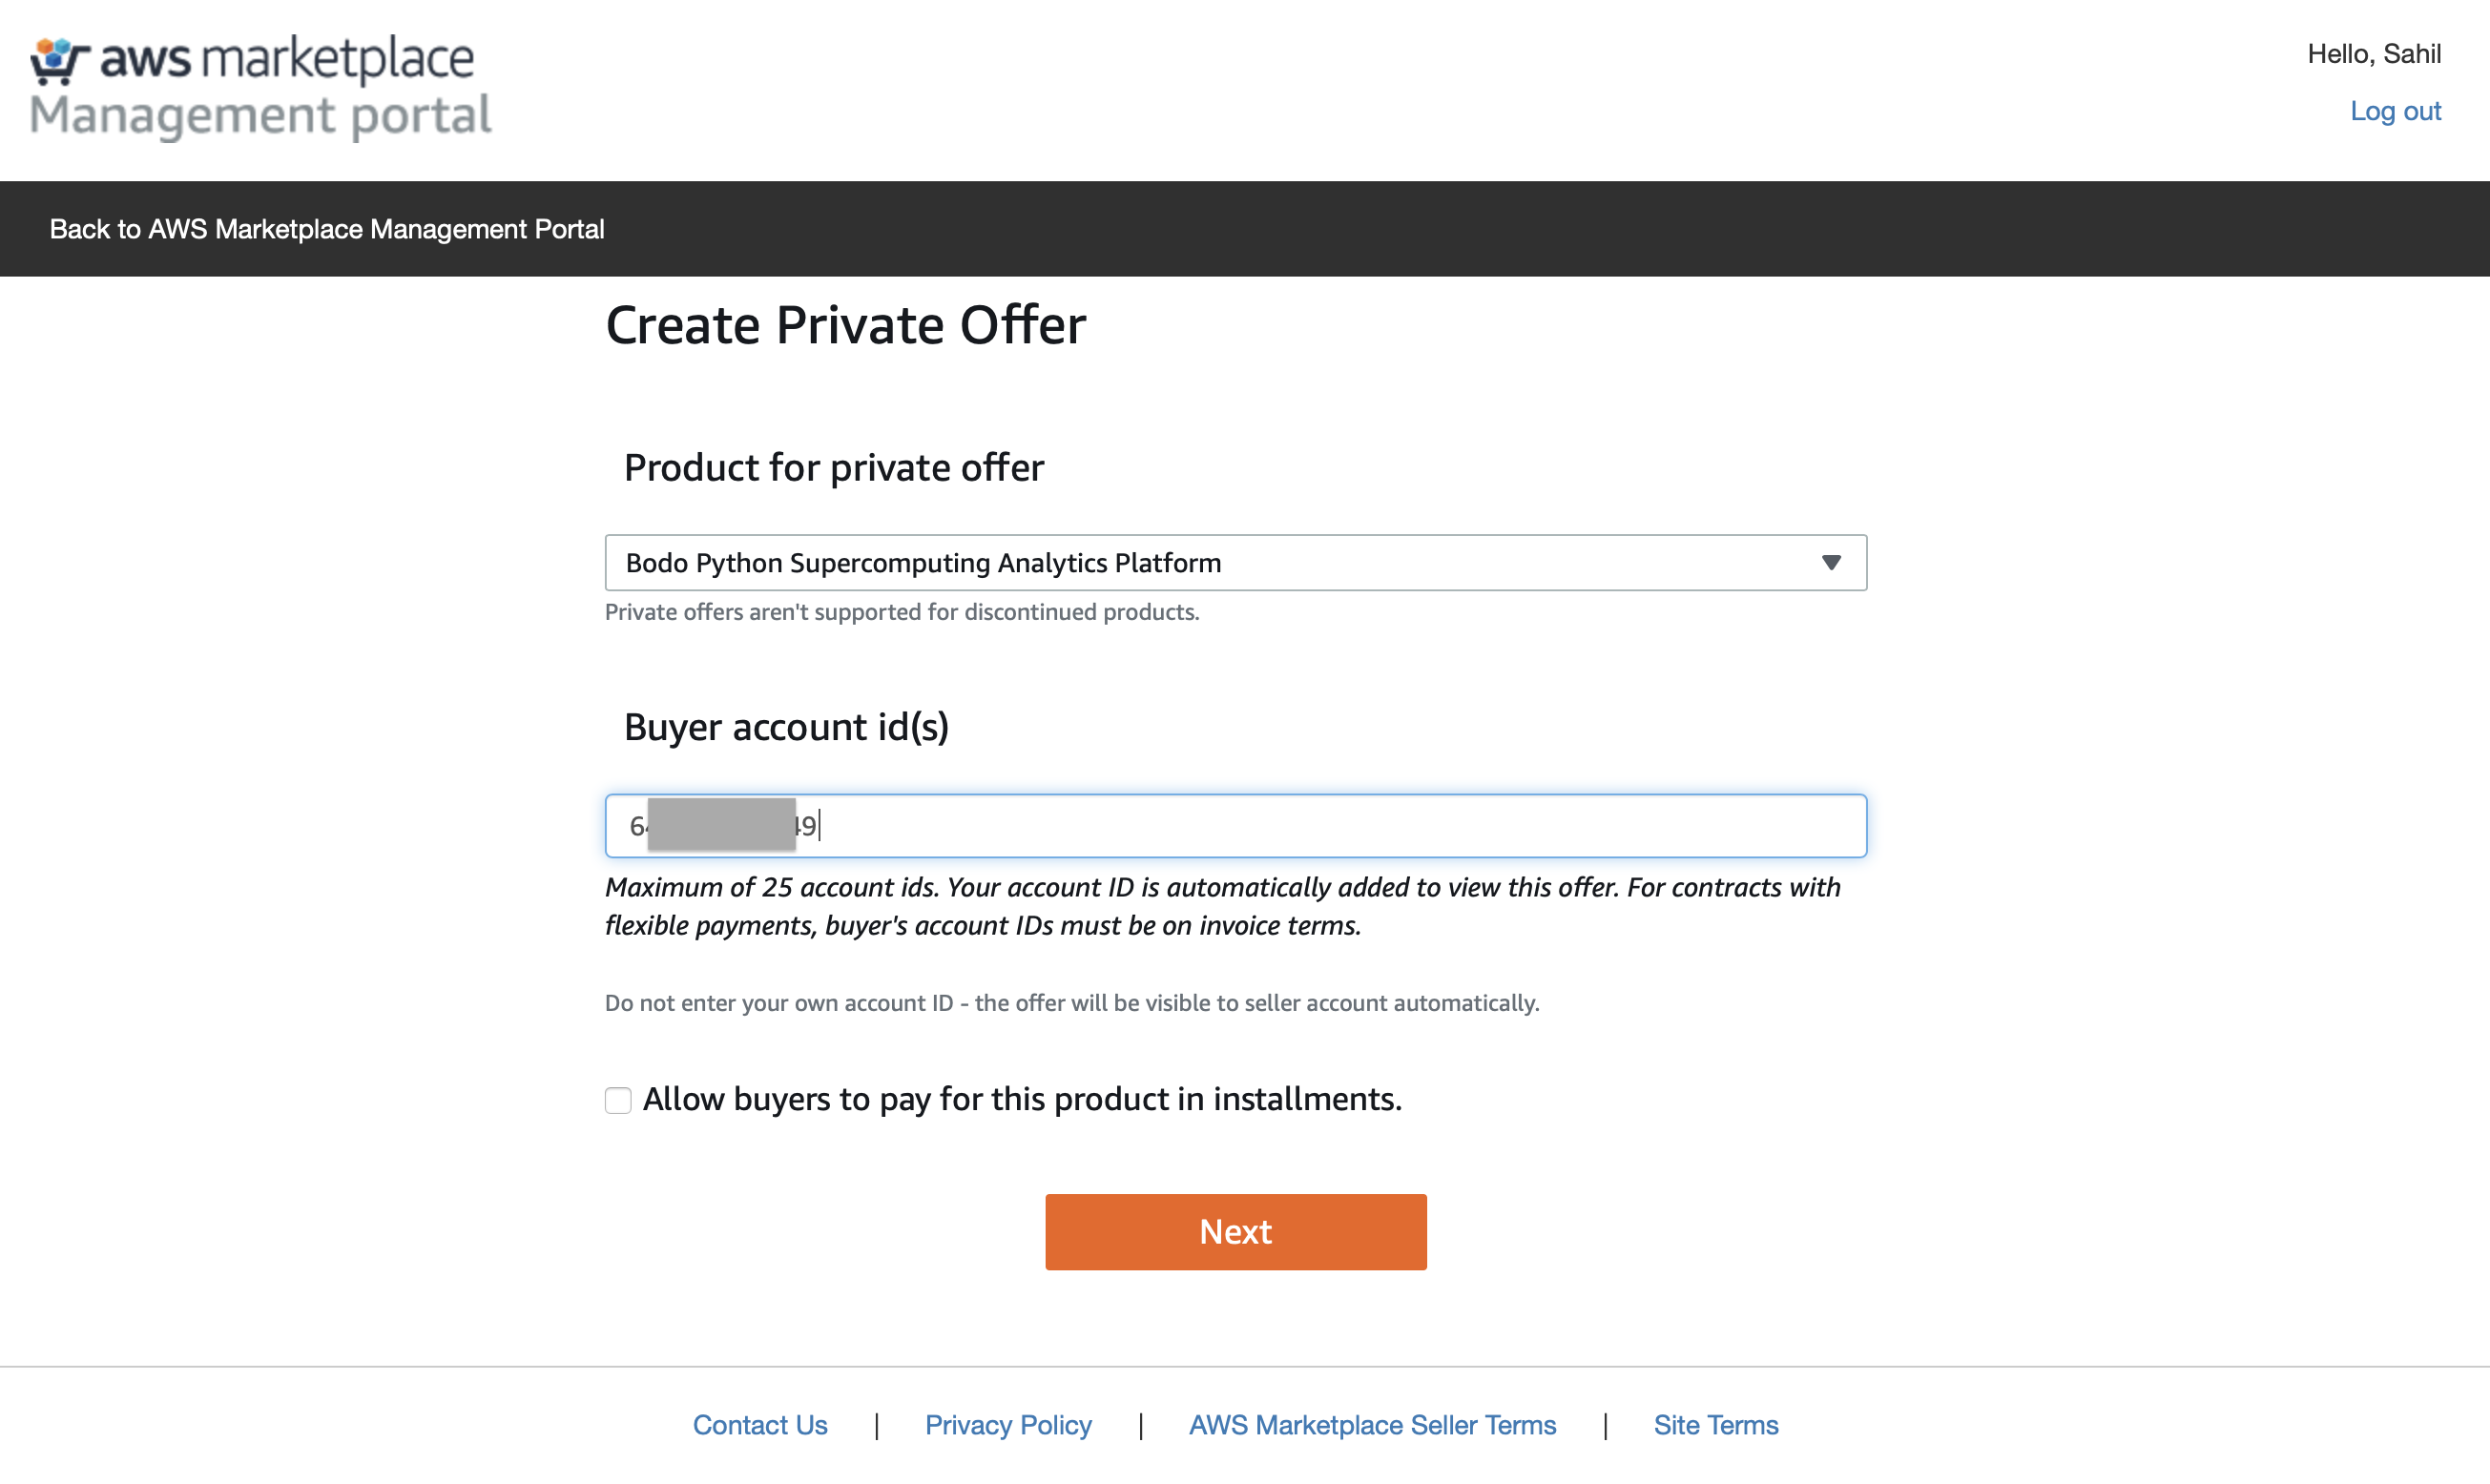 aws marketplace
Management portal
Hello, Sahil
Log out
Back to AWS Marketplace Management Portal
Create Private Offer
Product for private offer
Bodo Python Supercomputing Analytics Platform
Private offers aren't supported for discontinued products.
Buyer account id(s)
Maximum of 25 account ids. Your account ID is automatically added to view this offer. For contracts with
flexible payments, buyer's account IDs must be on invoice terms.
Do not enter your own account ID - the offer will be visible to seller account automatically.
Allow buyers to pay for this product in installments.
Next
Contact Us | Privacy Policy | AWS Marketplace Seller Terms | Site Terms